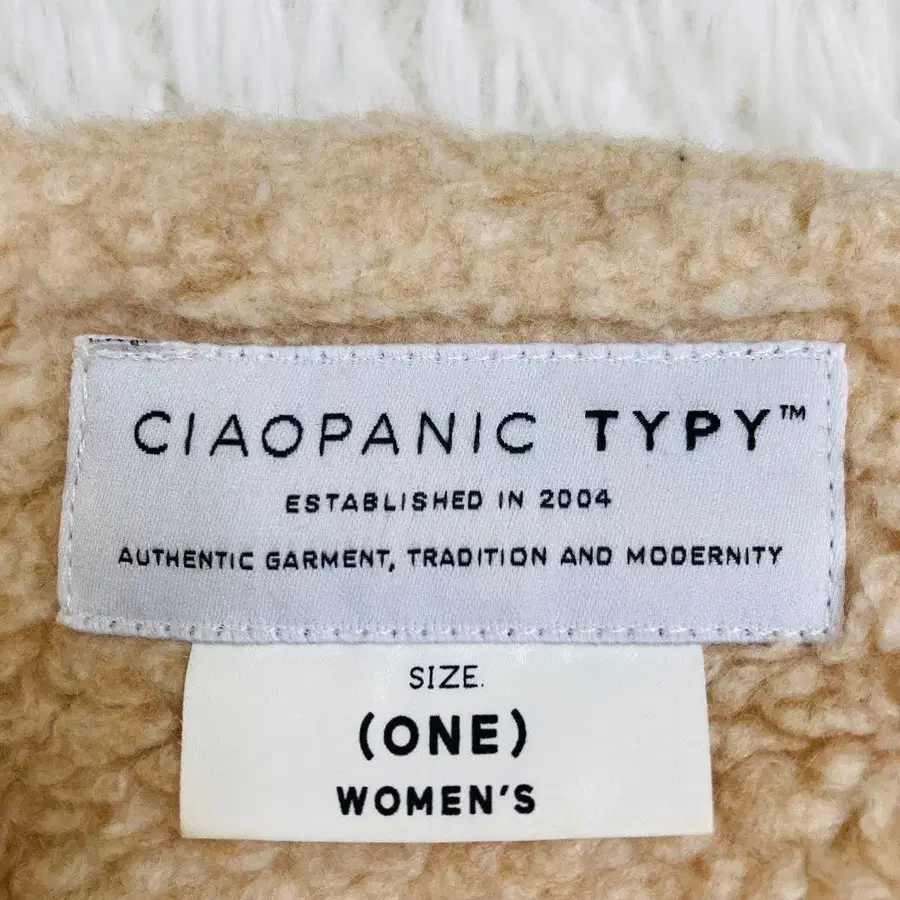 CIAOPANIC TYPY™
ESTABLISHED IN 2004
AUTHENTIC GARMENT, TRADITION AND MODERNITY
SIZE.
(ONE)
WOMEN'S